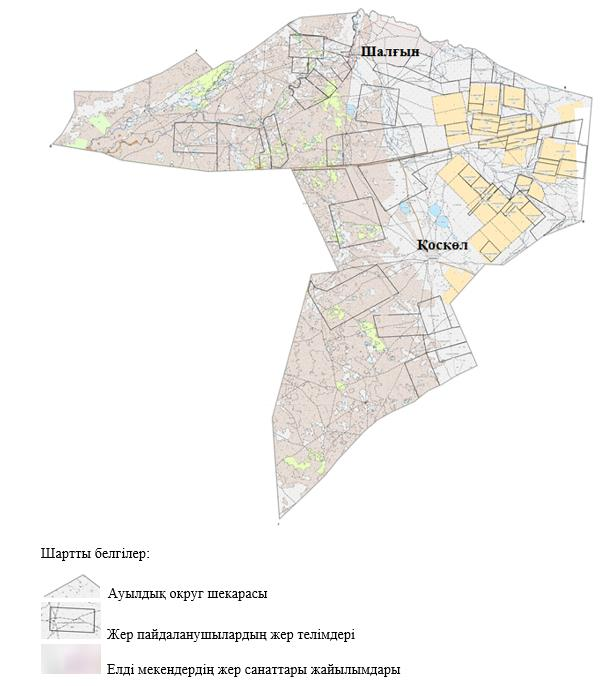 Шалғын
Қоскөл
Шартты белгілер:
Ауылдық округ шекарасы
Жер пайдаланушылардың жер телімдері
Елді мекендердің жер санаттары жайылымдары